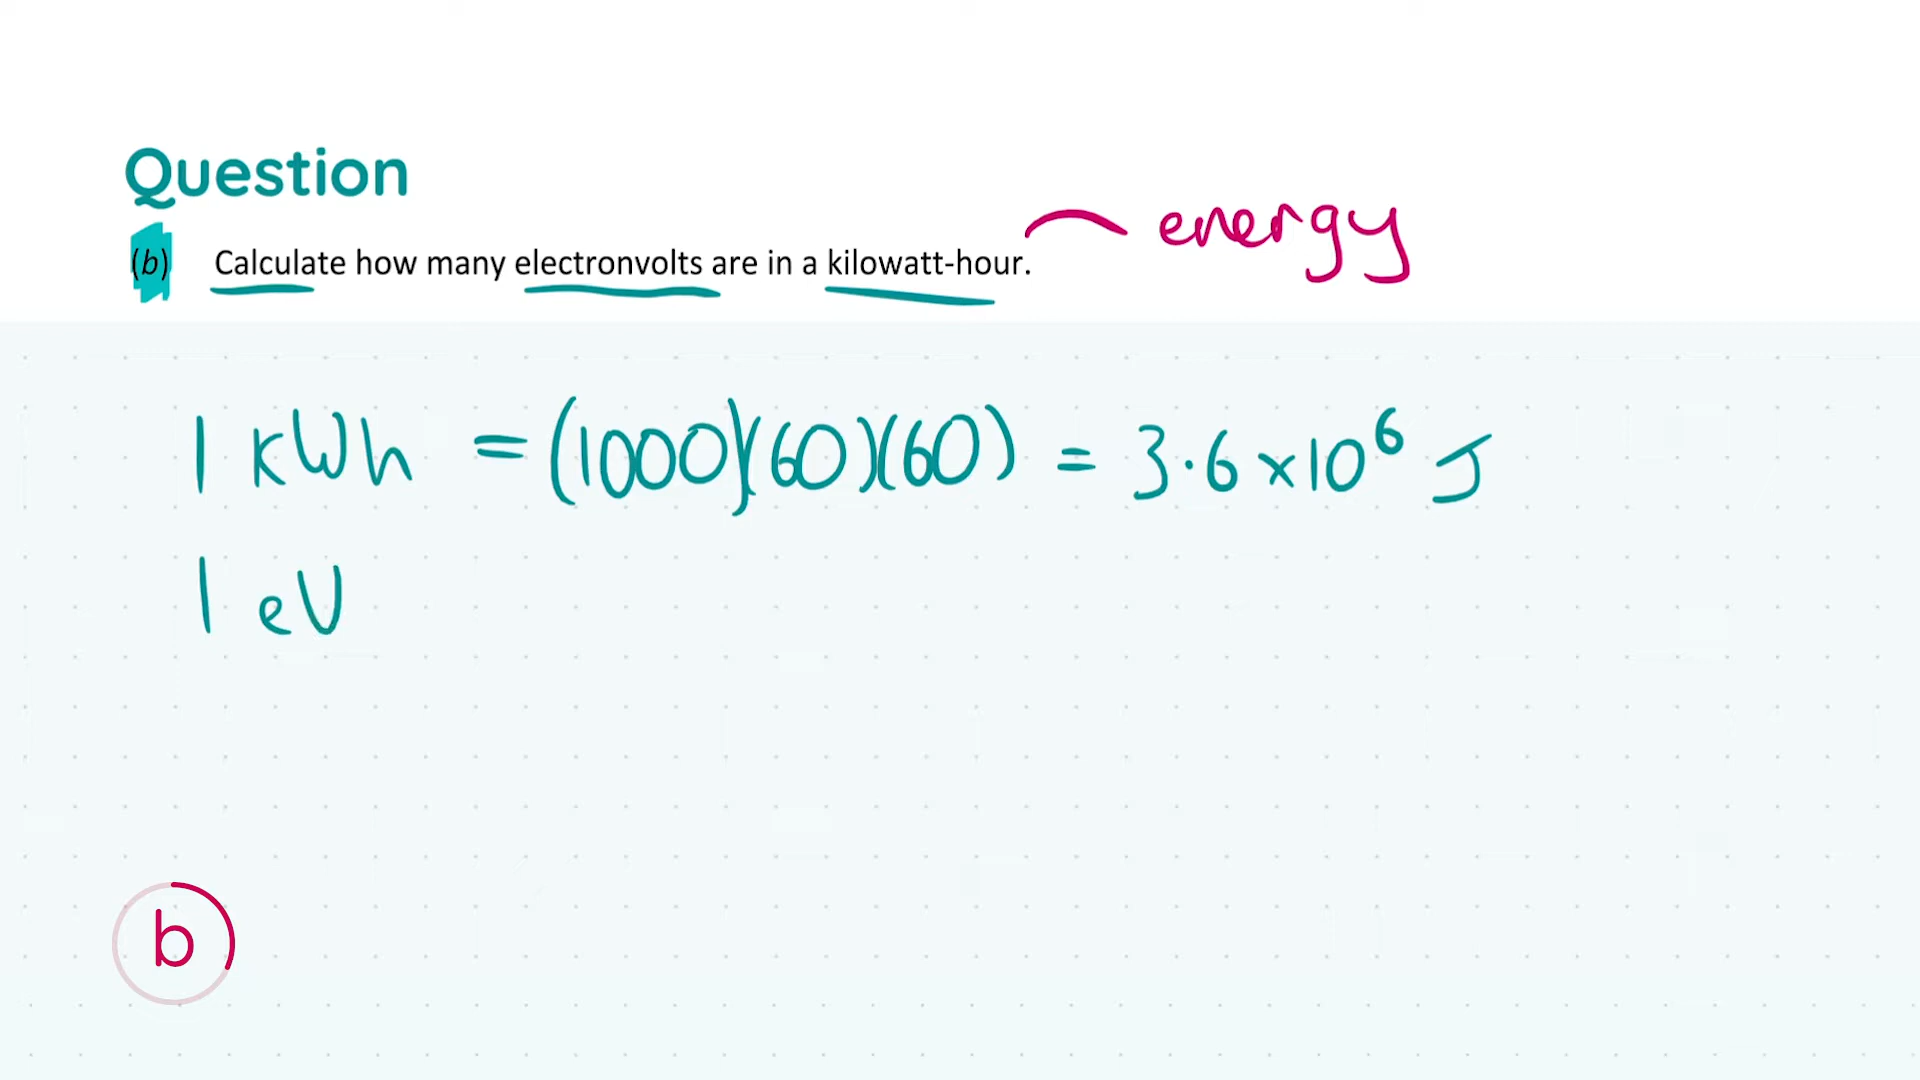 Question
energy
(b) Calculate how many electronvolts are in a kilowatt-hour.
1 kWh = (1000)(60)(60) = 3.6 x 10⁶ J
1 eV
b